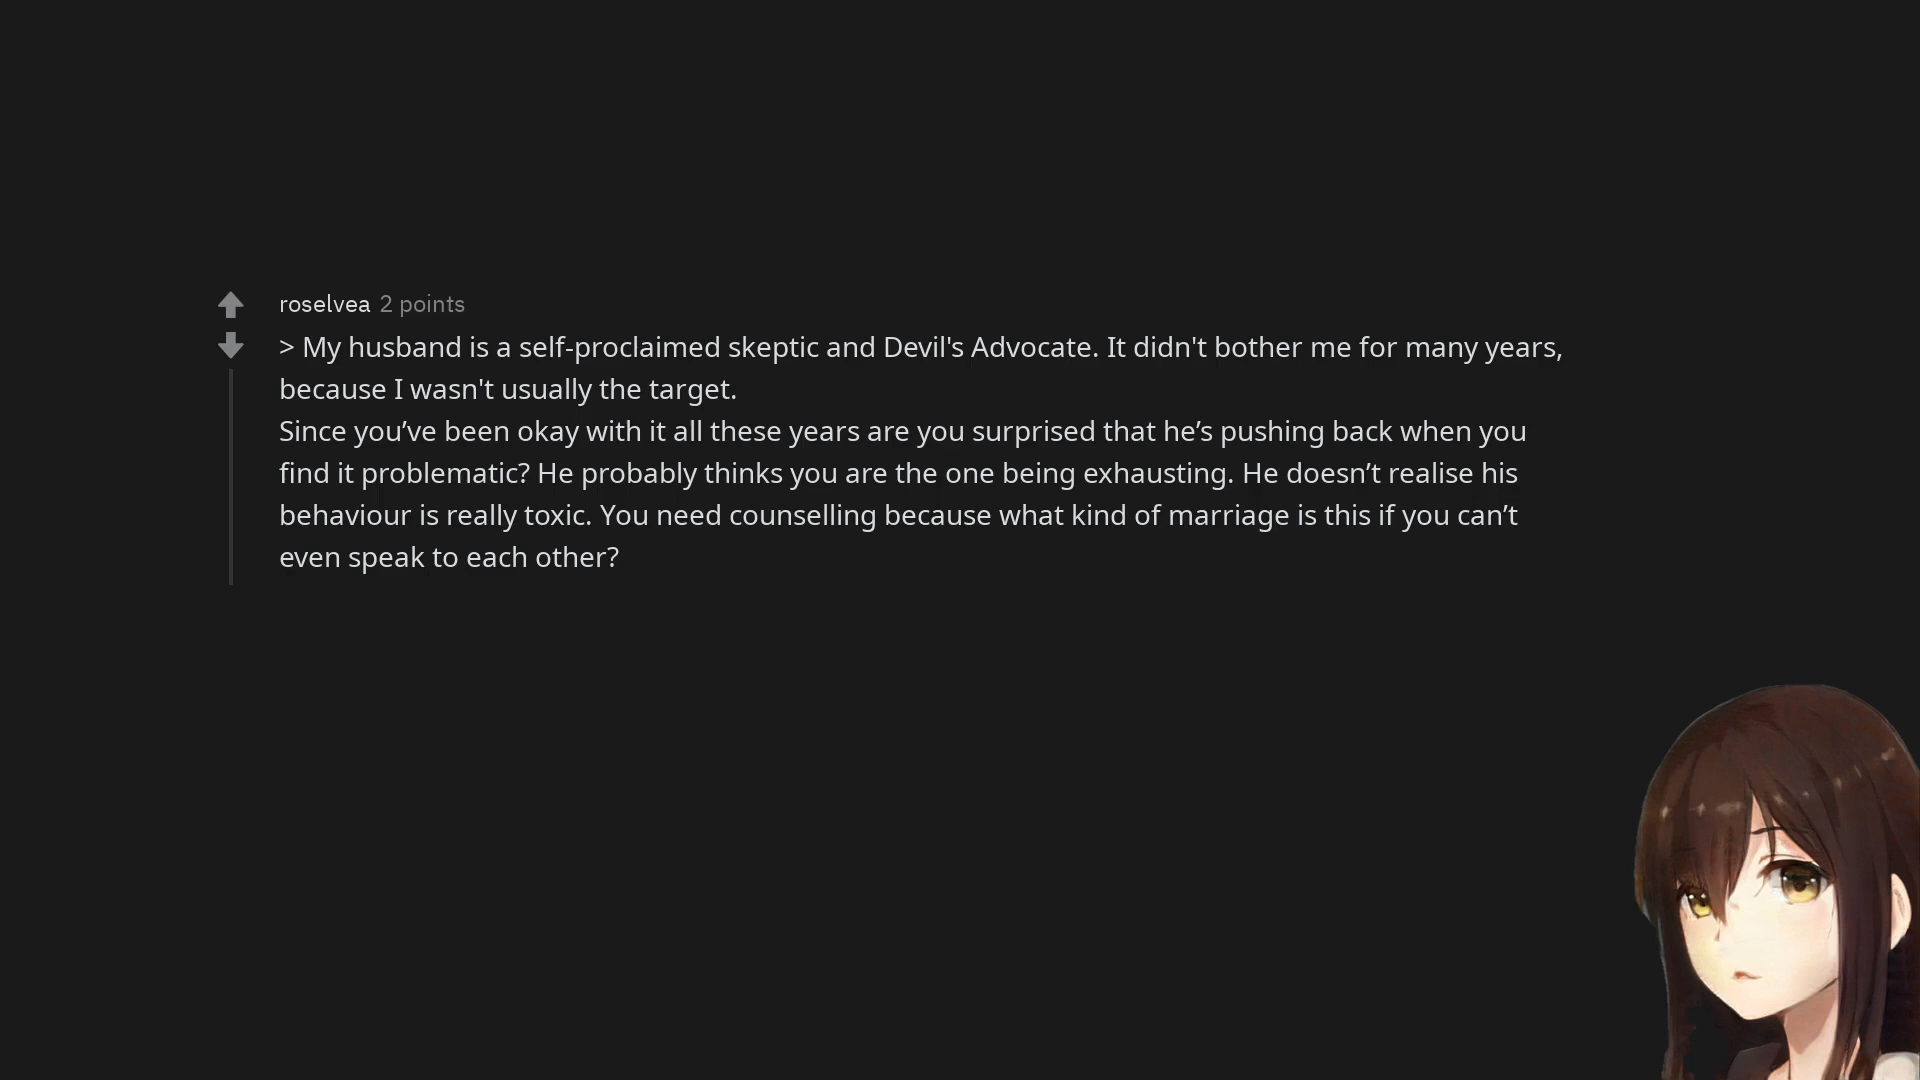 roselvea 2 points
> My husband is a self-proclaimed skeptic and Devil's Advocate. It didn't bother me for many years,
because I wasn't usually the target.
Since you’ve been okay with it all these years are you surprised that he’s pushing back when you
find it problematic? He probably thinks you are the one being exhausting. He doesn’t realise his
behaviour is really toxic. You need counselling because what kind of marriage is this if you can’t
even speak to each other?